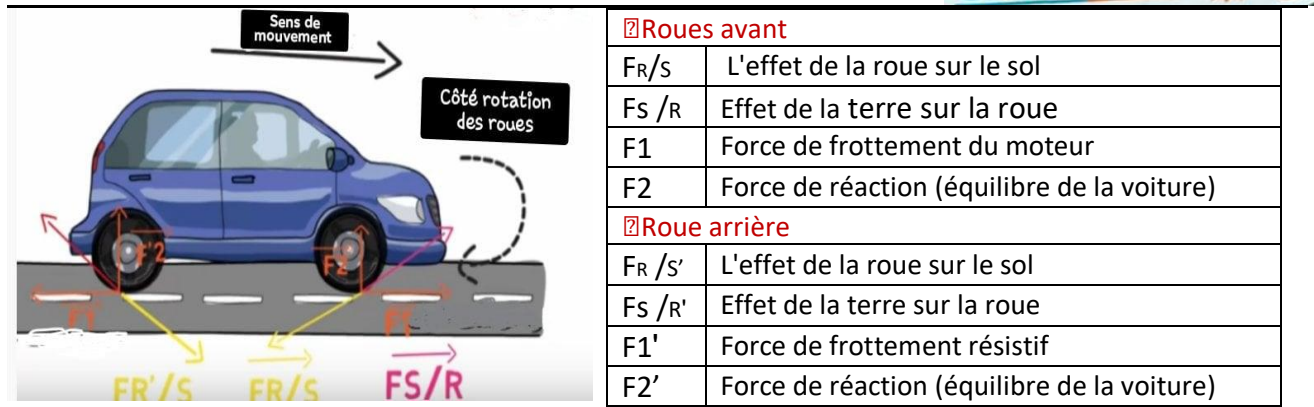 Sens de
mouvement
Côté rotation
des roues
F'2
F2
F1
F1
FR'/S
FR/S
FS/R
Roues avant
FR/S L'effet de la roue sur le sol
Fs /R Effet de la terre sur la roue
F1 Force de frottement du moteur
F2 Force de réaction (équilibre de la voiture)
Roue arrière
FR /S’ L'effet de la roue sur le sol
Fs /R' Effet de la terre sur la roue
F1' Force de frottement résistif
F2’ Force de réaction (équilibre de la voiture)